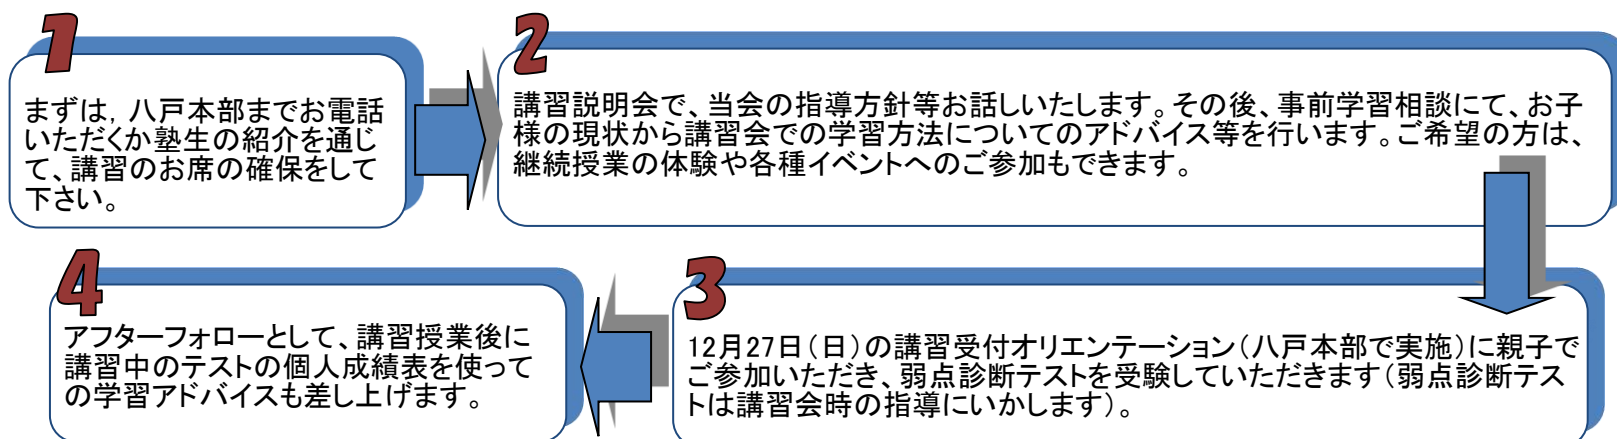 1
まずは，八戸本部までお電話
いただくか塾生の紹介を通じ
て、講習のお席の確保をして
下さい。
2
講習説明会で、当会の指導方針等お話しいたします。その後、事前学習相談にて、お子
様の現状から講習会での学習方法についてのアドバイス等を行います。ご希望の方は、
継続授業の体験や各種イベントへのご参加もできます。
3
12月27日（日）の講習受付オリエンテーション（八戸本部で実施）に親子で
ご参加いただき、弱点診断テストを受験していただきます（弱点診断テス
トは講習会時の指導にいかします）。
4
アフターフォローとして、講習授業後に
講習中のテストの個人成績表を使って
の学習アドバイスも差し上げます。